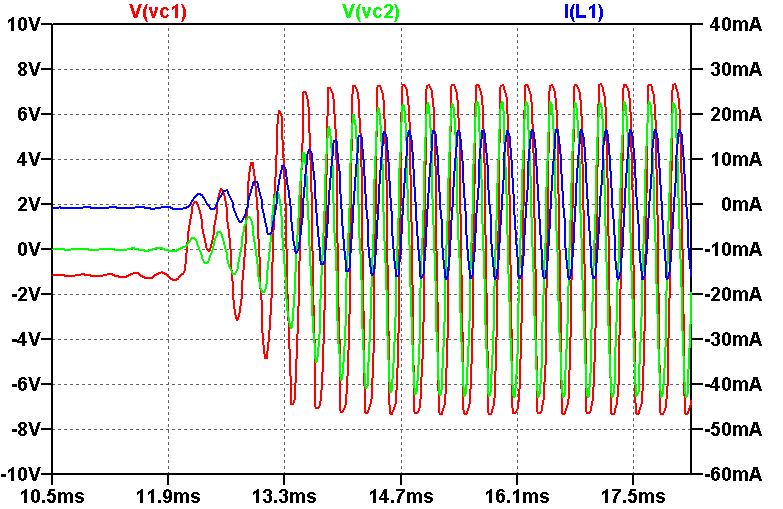 V(vc1) V(vc2) I(L1)
10V 40mA
8V 30mA
6V 20mA
4V 10mA
2V 0mA
0V -10mA
-2V -20mA
-4V -30mA
-6V -40mA
-8V -50mA
-10V -60mA
10.5ms 11.9ms 13.3ms 14.7ms 16.1ms 17.5ms